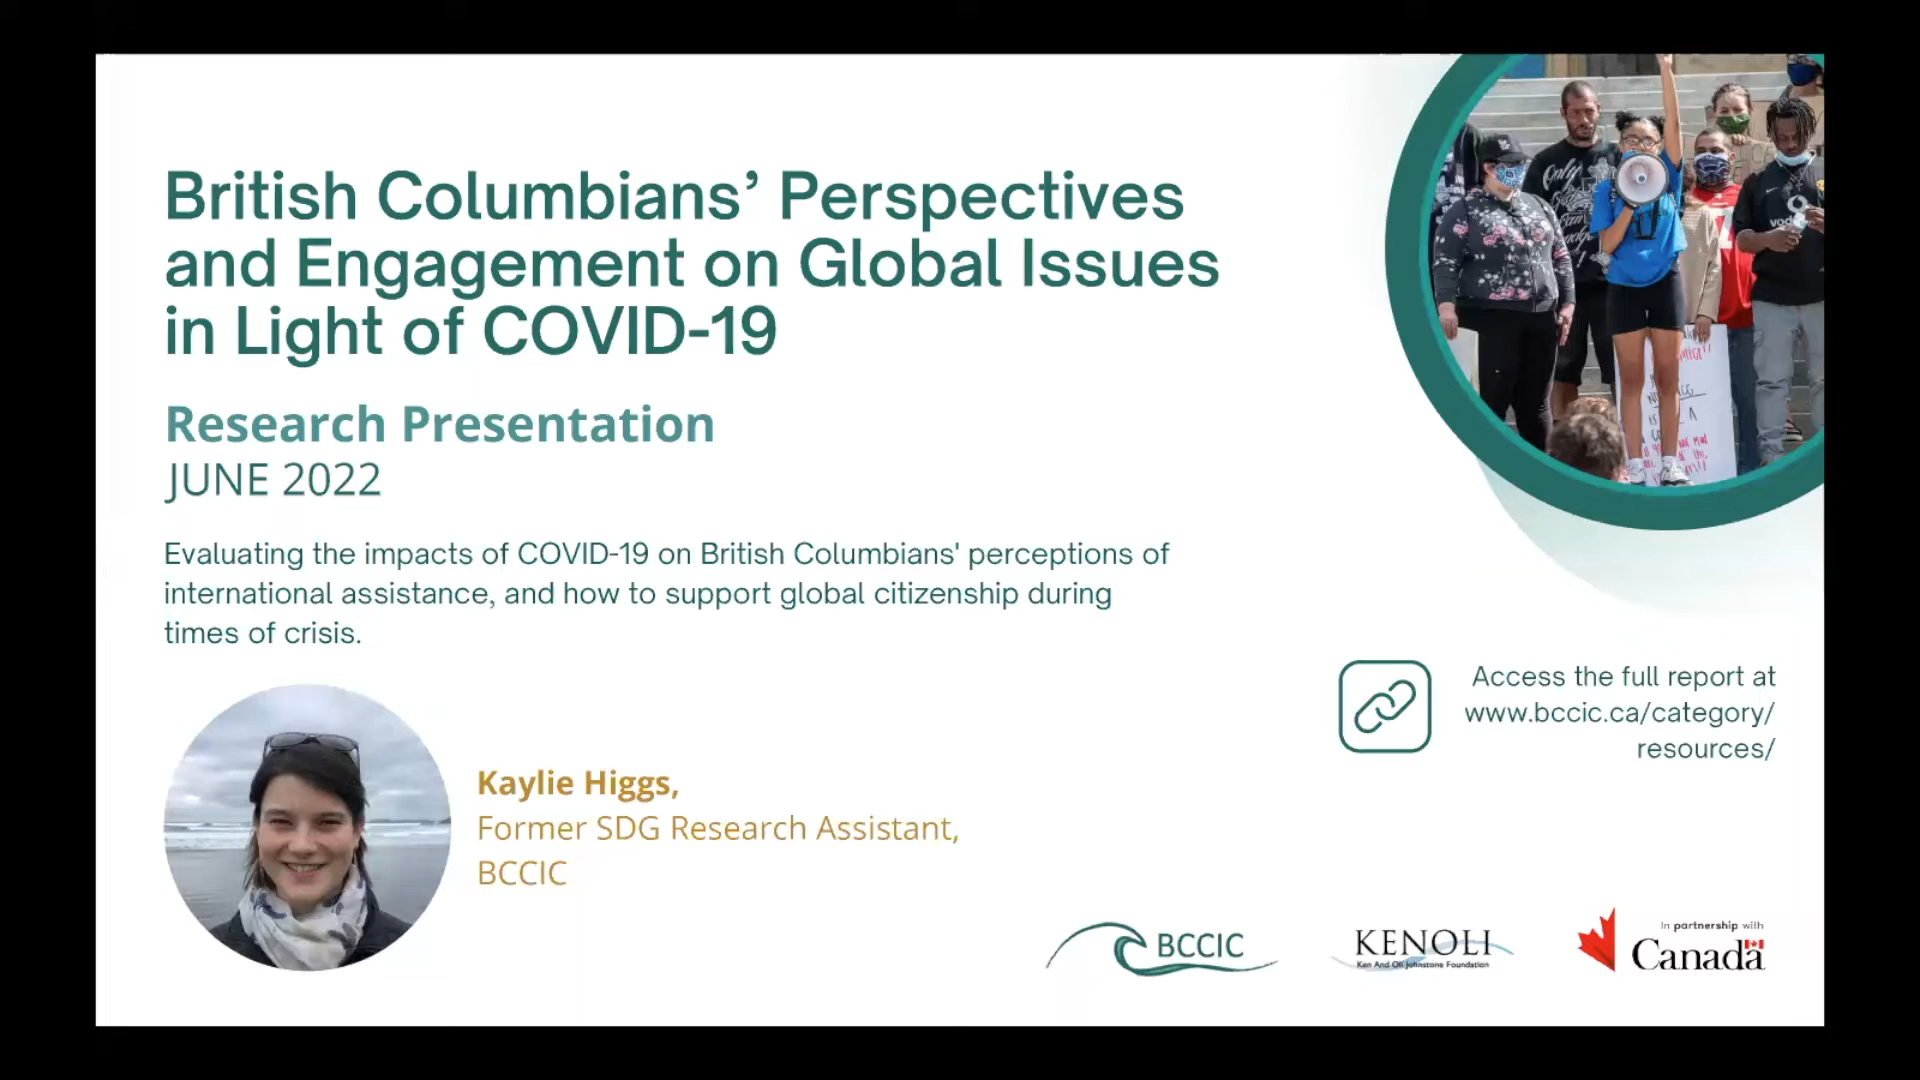 British Columbians’ Perspectives
and Engagement on Global Issues
in Light of COVID-19
Research Presentation
JUNE 2022
Evaluating the impacts of COVID-19 on British Columbians' perceptions of
international assistance, and how to support global citizenship during
times of crisis.
Access the full report at
www.bccic.ca/category/
resources/
Kaylie Higgs,
Former SDG Research Assistant,
BCCIC
BCCIC
KENOLI
Ken And Oli Johnstone Foundation
In partnership with
Canada